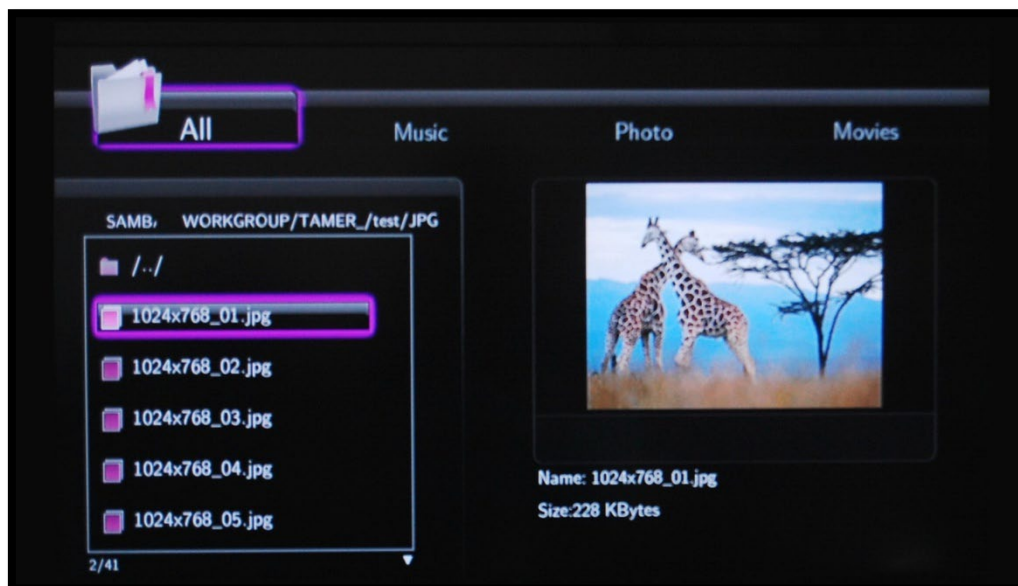 All Music Photo Movies
SAMB, WORKGROUP/TAMER_/test/JPG
/../
1024x768_01.jpg
1024x768_02.jpg
1024x768_03.jpg
1024x768_04.jpg
1024x768_05.jpg
2/41
Name: 1024x768_01.jpg
Size:228 KBytes